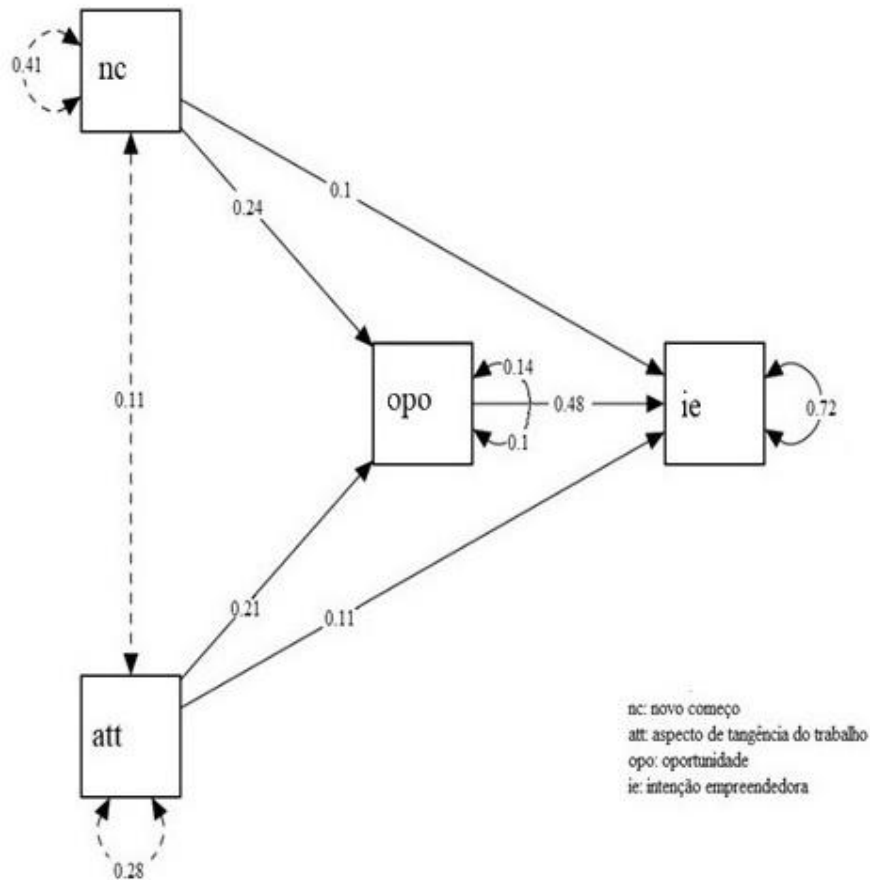 nc
0.41
0.1
0.24
0.11
opo
0.14
0.48
0.1
ie
0.72
0.21
0.11
att
0.28
nc: novo começo
att: aspecto de tangência do trabalho
opo: oportunidade
ie: intenção empreendedora